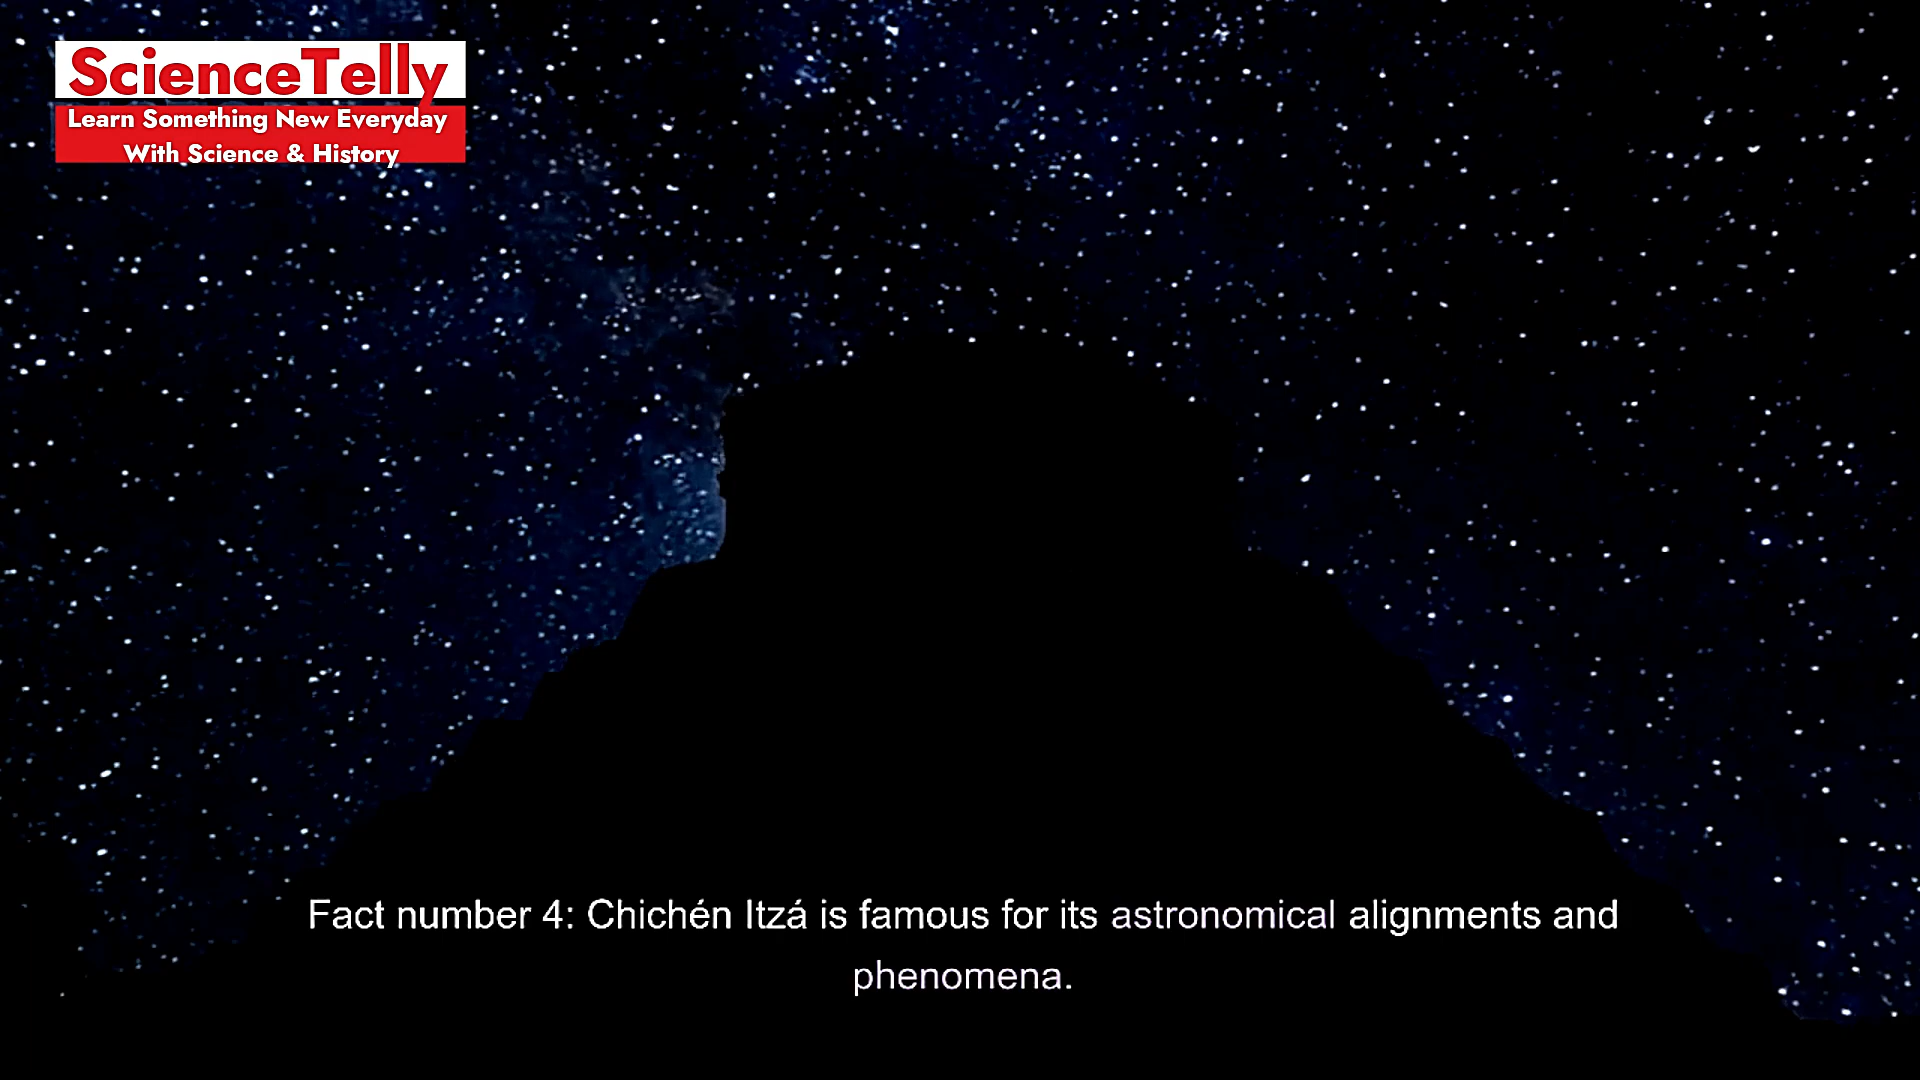 ScienceTelly
Learn Something New Everyday
With Science & History
Fact number 4: Chichén Itzá is famous for its astronomical alignments and
phenomena.